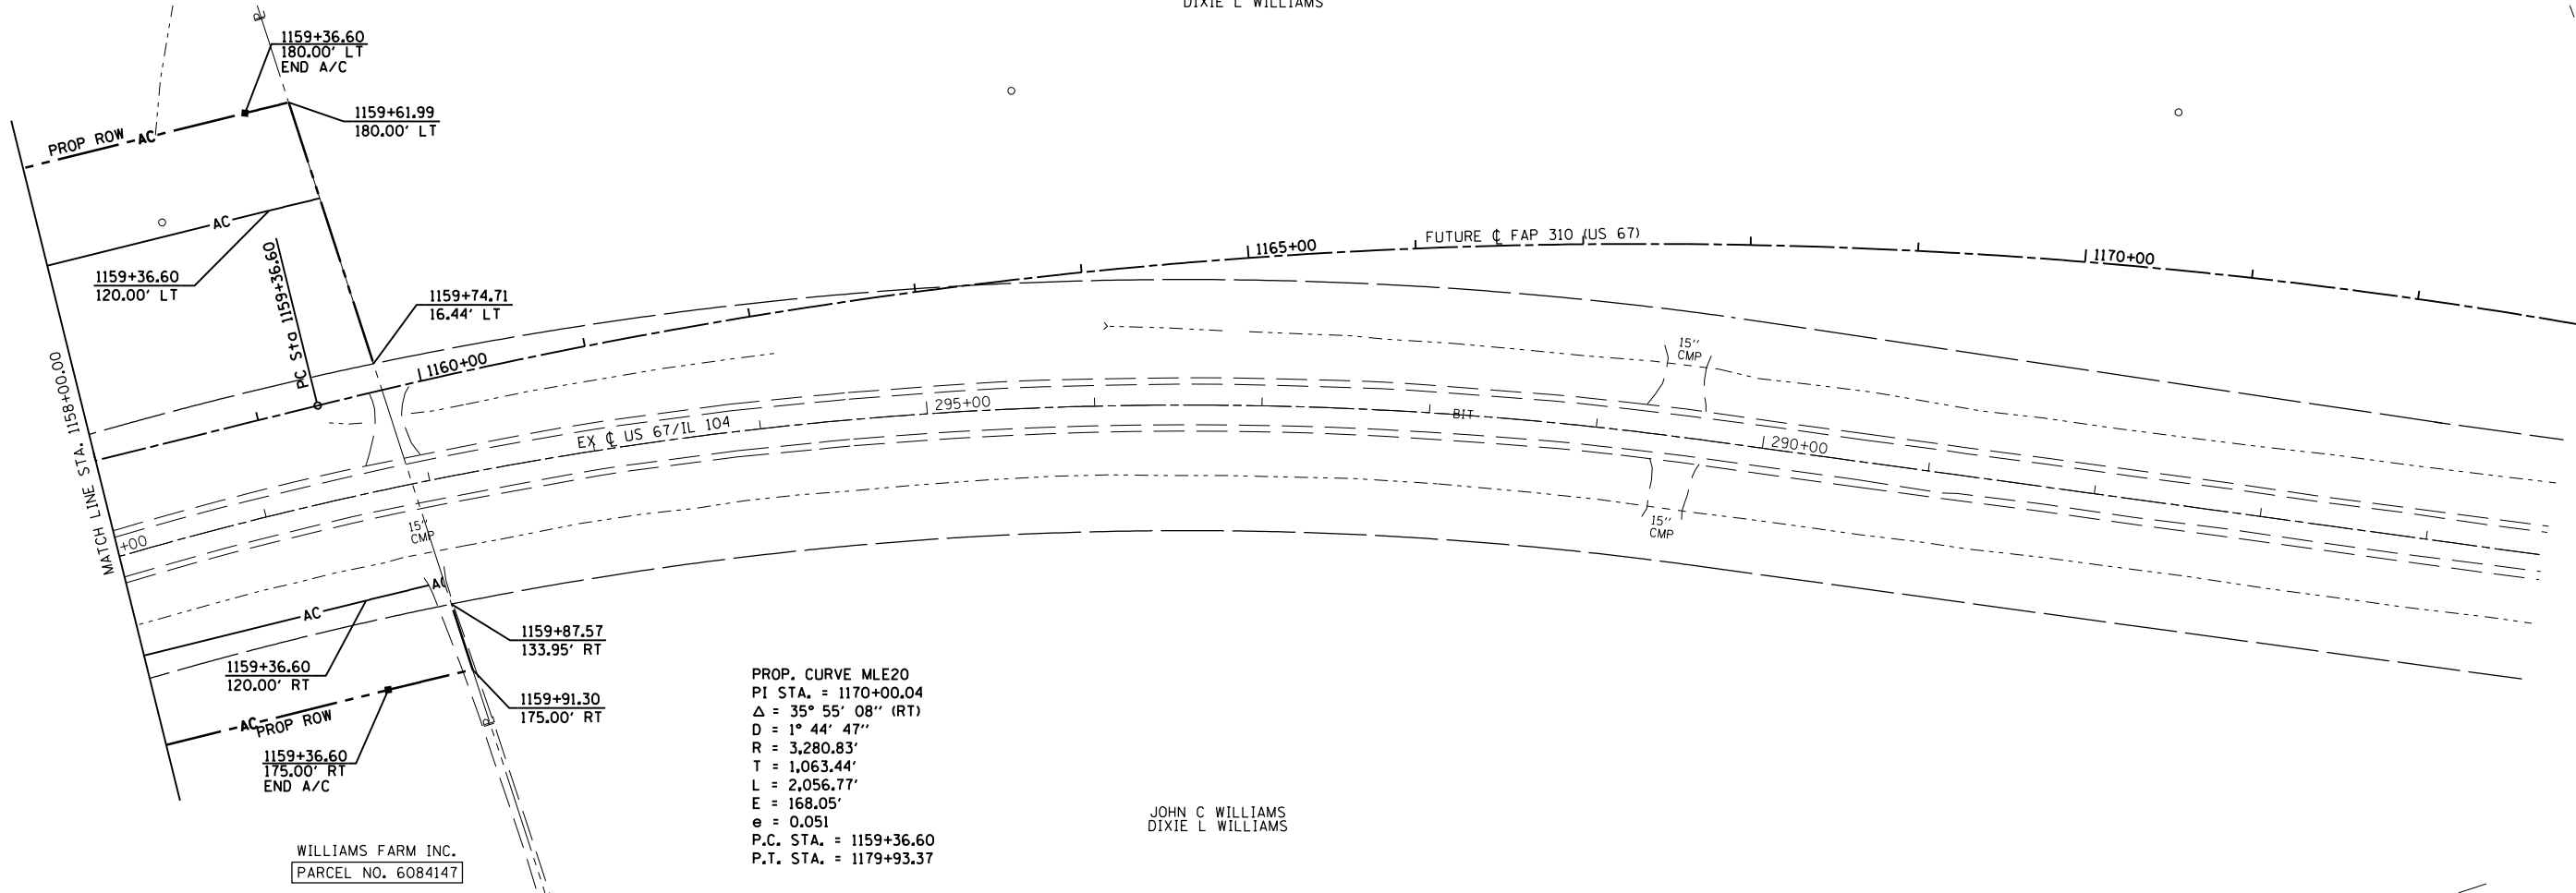 DIXIE L WILLIAMS
P
1159+36.60
180.00' LT
END A/C
1159+61.99
180.00' LT
PROP ROW
AC
AC
1159+36.60
120.00' LT
PC Sta 1159+36.60
1159+74.71
16.44' LT
1160+00
1165+00
FUTURE ℄ FAP 310 (US 67)
1170+00
MATCH LINE STA. 1158+00.00
+00
EX ℄ US 67/IL 104
295+00
BIT
290+00
15"
CMP
15"
CMP
15"
CMP
AC
AC
1159+36.60
120.00' RT
1159+87.57
133.95' RT
1159+91.30
175.00' RT
AC
PROP ROW
1159+36.60
175.00' RT
END A/C
PROP. CURVE MLE20
PI STA. = 1170+00.04
Δ = 35° 55' 08" (RT)
D = 1° 44' 47"
R = 3,280.83'
T = 1,063.44'
L = 2,056.77'
E = 168.05'
e = 0.051
P.C. STA. = 1159+36.60
P.T. STA. = 1179+93.37
JOHN C WILLIAMS
DIXIE L WILLIAMS
WILLIAMS FARM INC.
PARCEL NO. 6084147